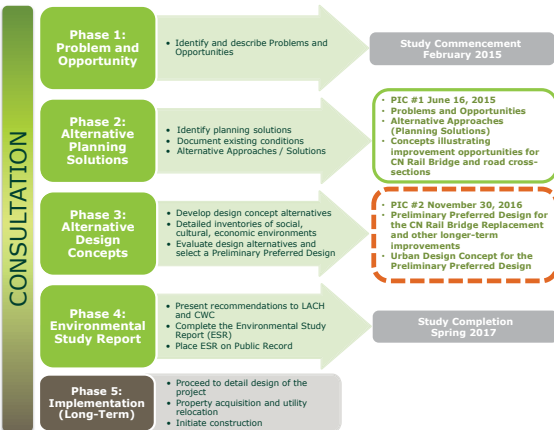 CONSULTATION
Phase 1:
Problem and
Opportunity
• Identify and describe Problems and
Opportunities
Study Commencement
February 2015
Phase 2:
Alternative
Planning
Solutions
• Identify planning solutions
• Document existing conditions
• Alternative Approaches / Solutions
• PIC #1 June 16, 2015
• Problems and Opportunities
• Alternative Approaches
(Planning Solutions)
• Concepts illustrating
improvement opportunities for
CN Rail Bridge and road cross-
sections
Phase 3:
Alternative
Design
Concepts
• Develop design concept alternatives
• Detailed inventories of social,
cultural, economic environments
• Evaluate design alternatives and
select a Preliminary Preferred Design
• PIC #2 November 30, 2016
• Preliminary Preferred Design for
the CN Rail Bridge Replacement
and other longer-term
improvements
• Urban Design Concept for the
Preliminary Preferred Design
Phase 4:
Environmental
Study Report
• Present recommendations to LACH
and CWC
• Complete the Environmental Study
Report (ESR)
• Place ESR on Public Record
Study Completion
Spring 2017
Phase 5:
Implementation
(Long-Term)
• Proceed to detail design of the
project
• Property acquisition and utility
relocation
• Initiate construction